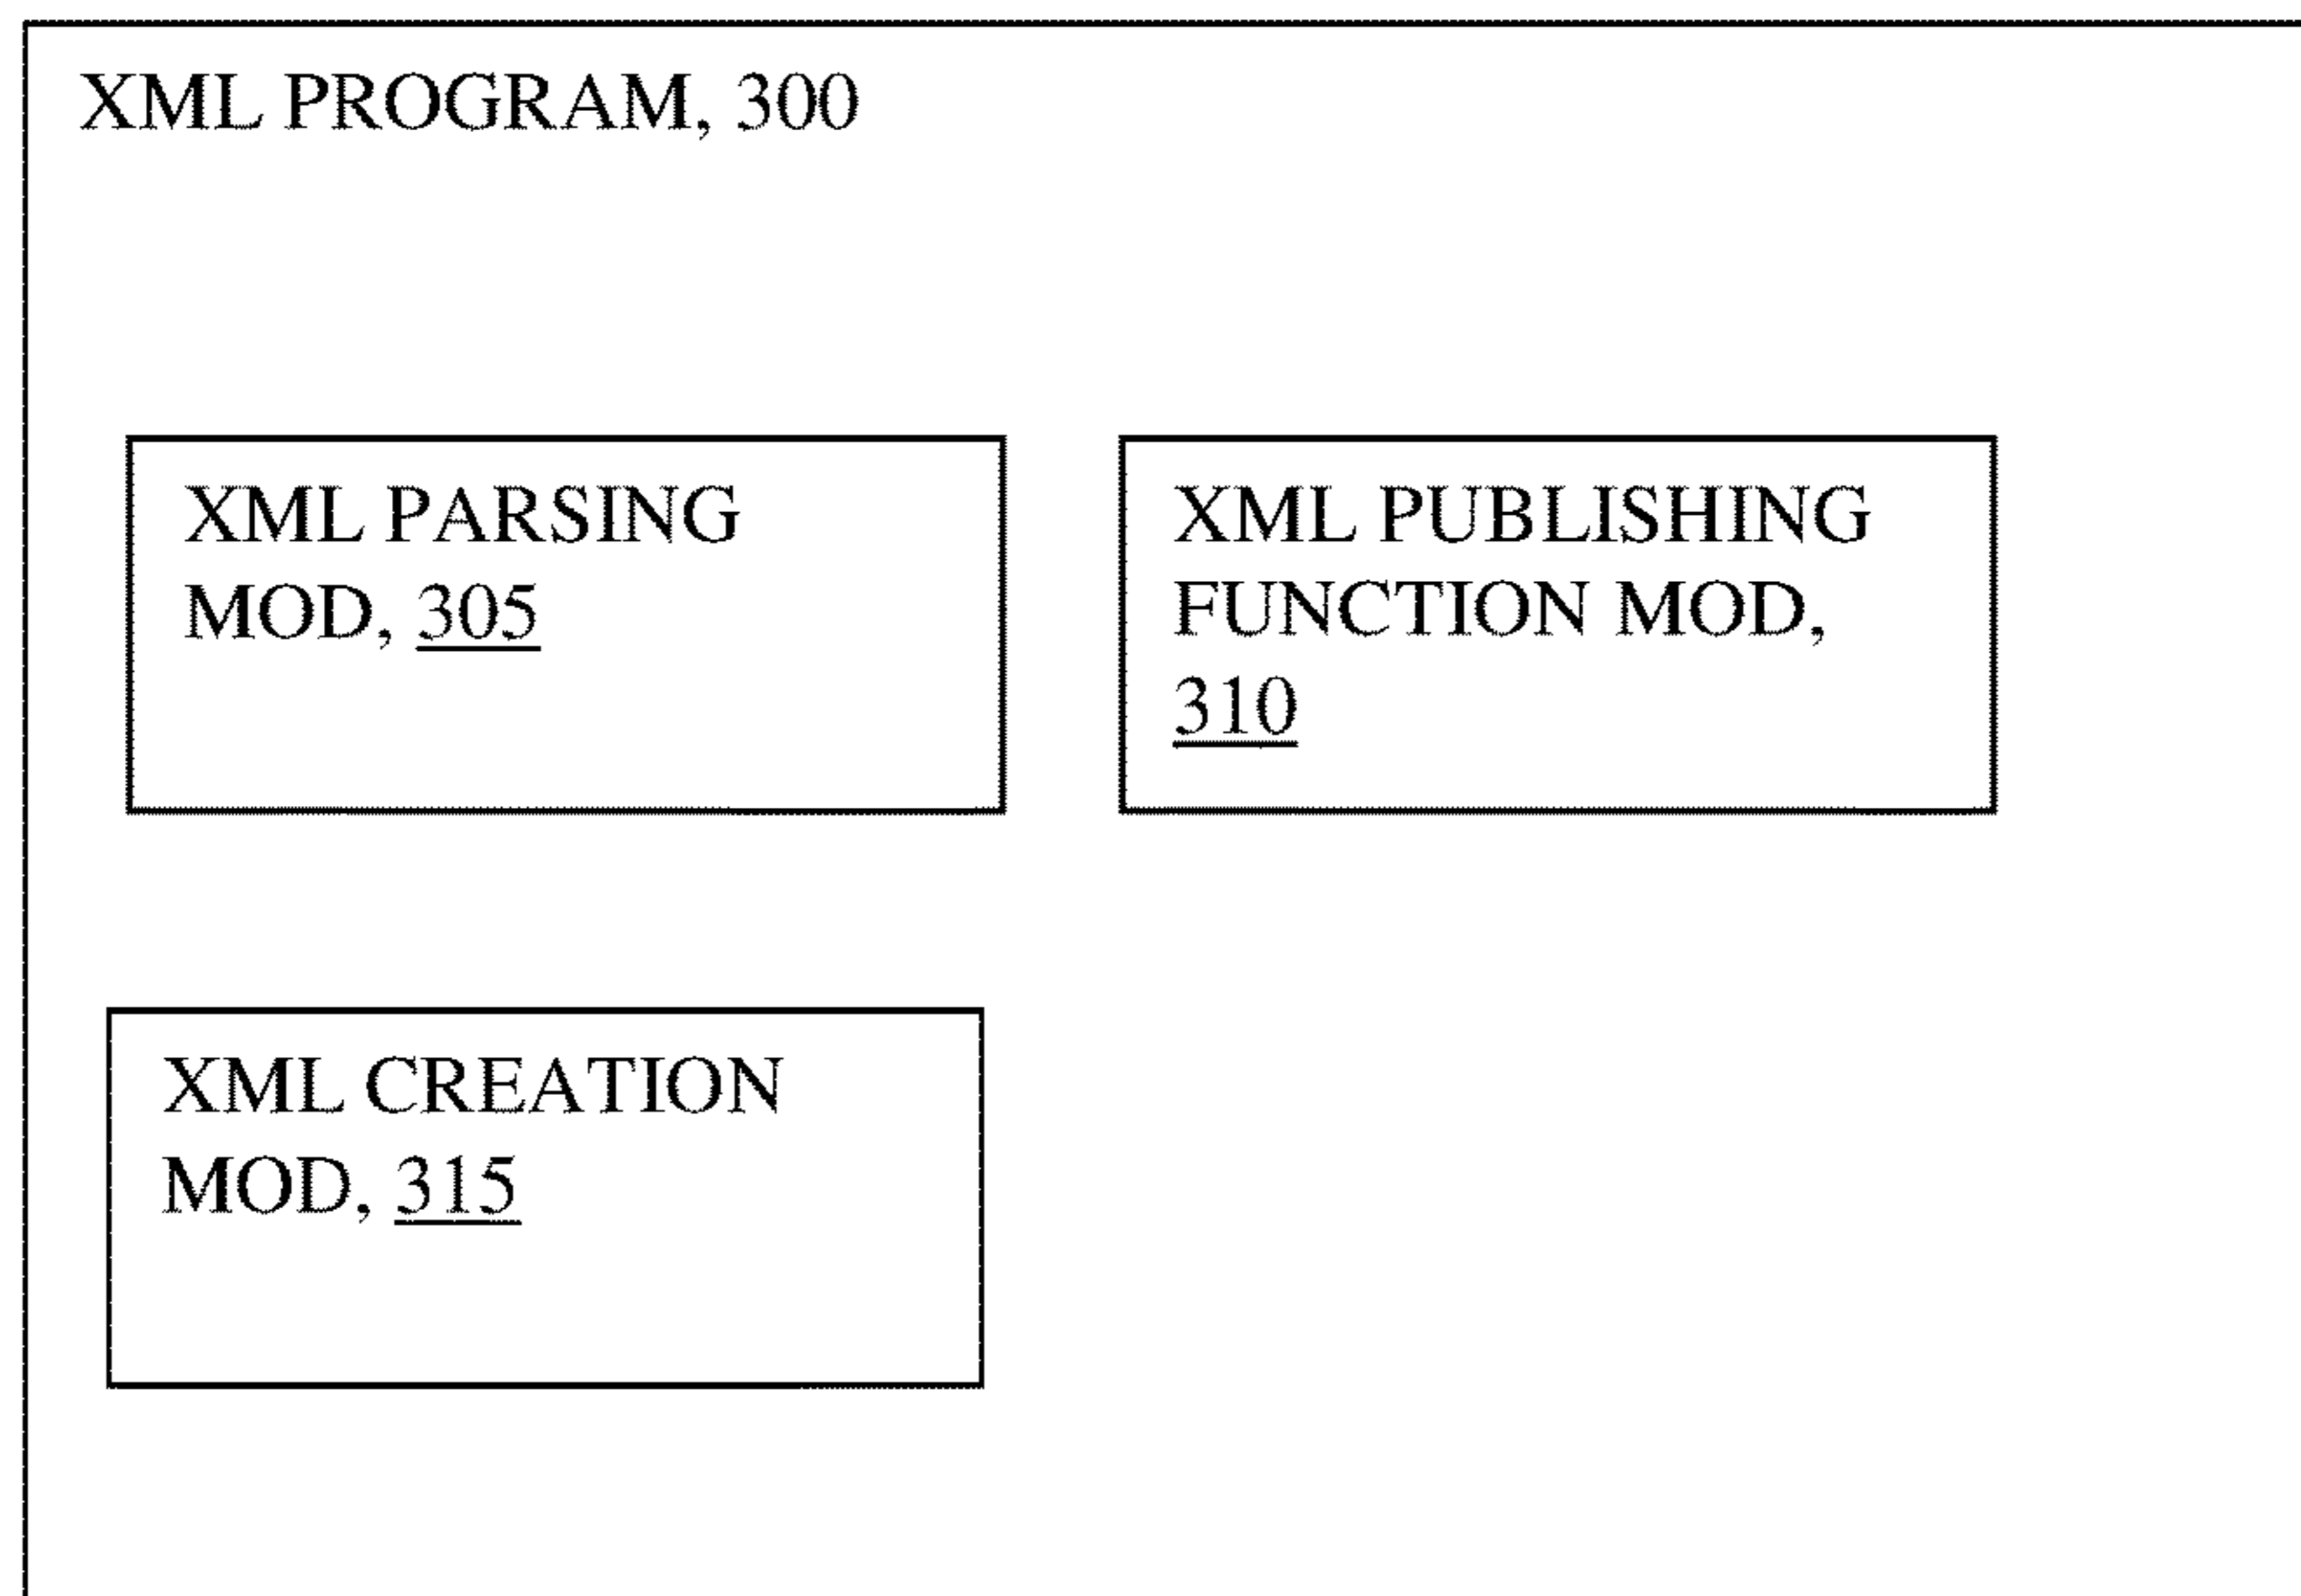 XML PROGRAM, 300
XML PARSING
MOD, 305
XML PUBLISHING
FUNCTION MOD,
310
XML CREATION
MOD, 315